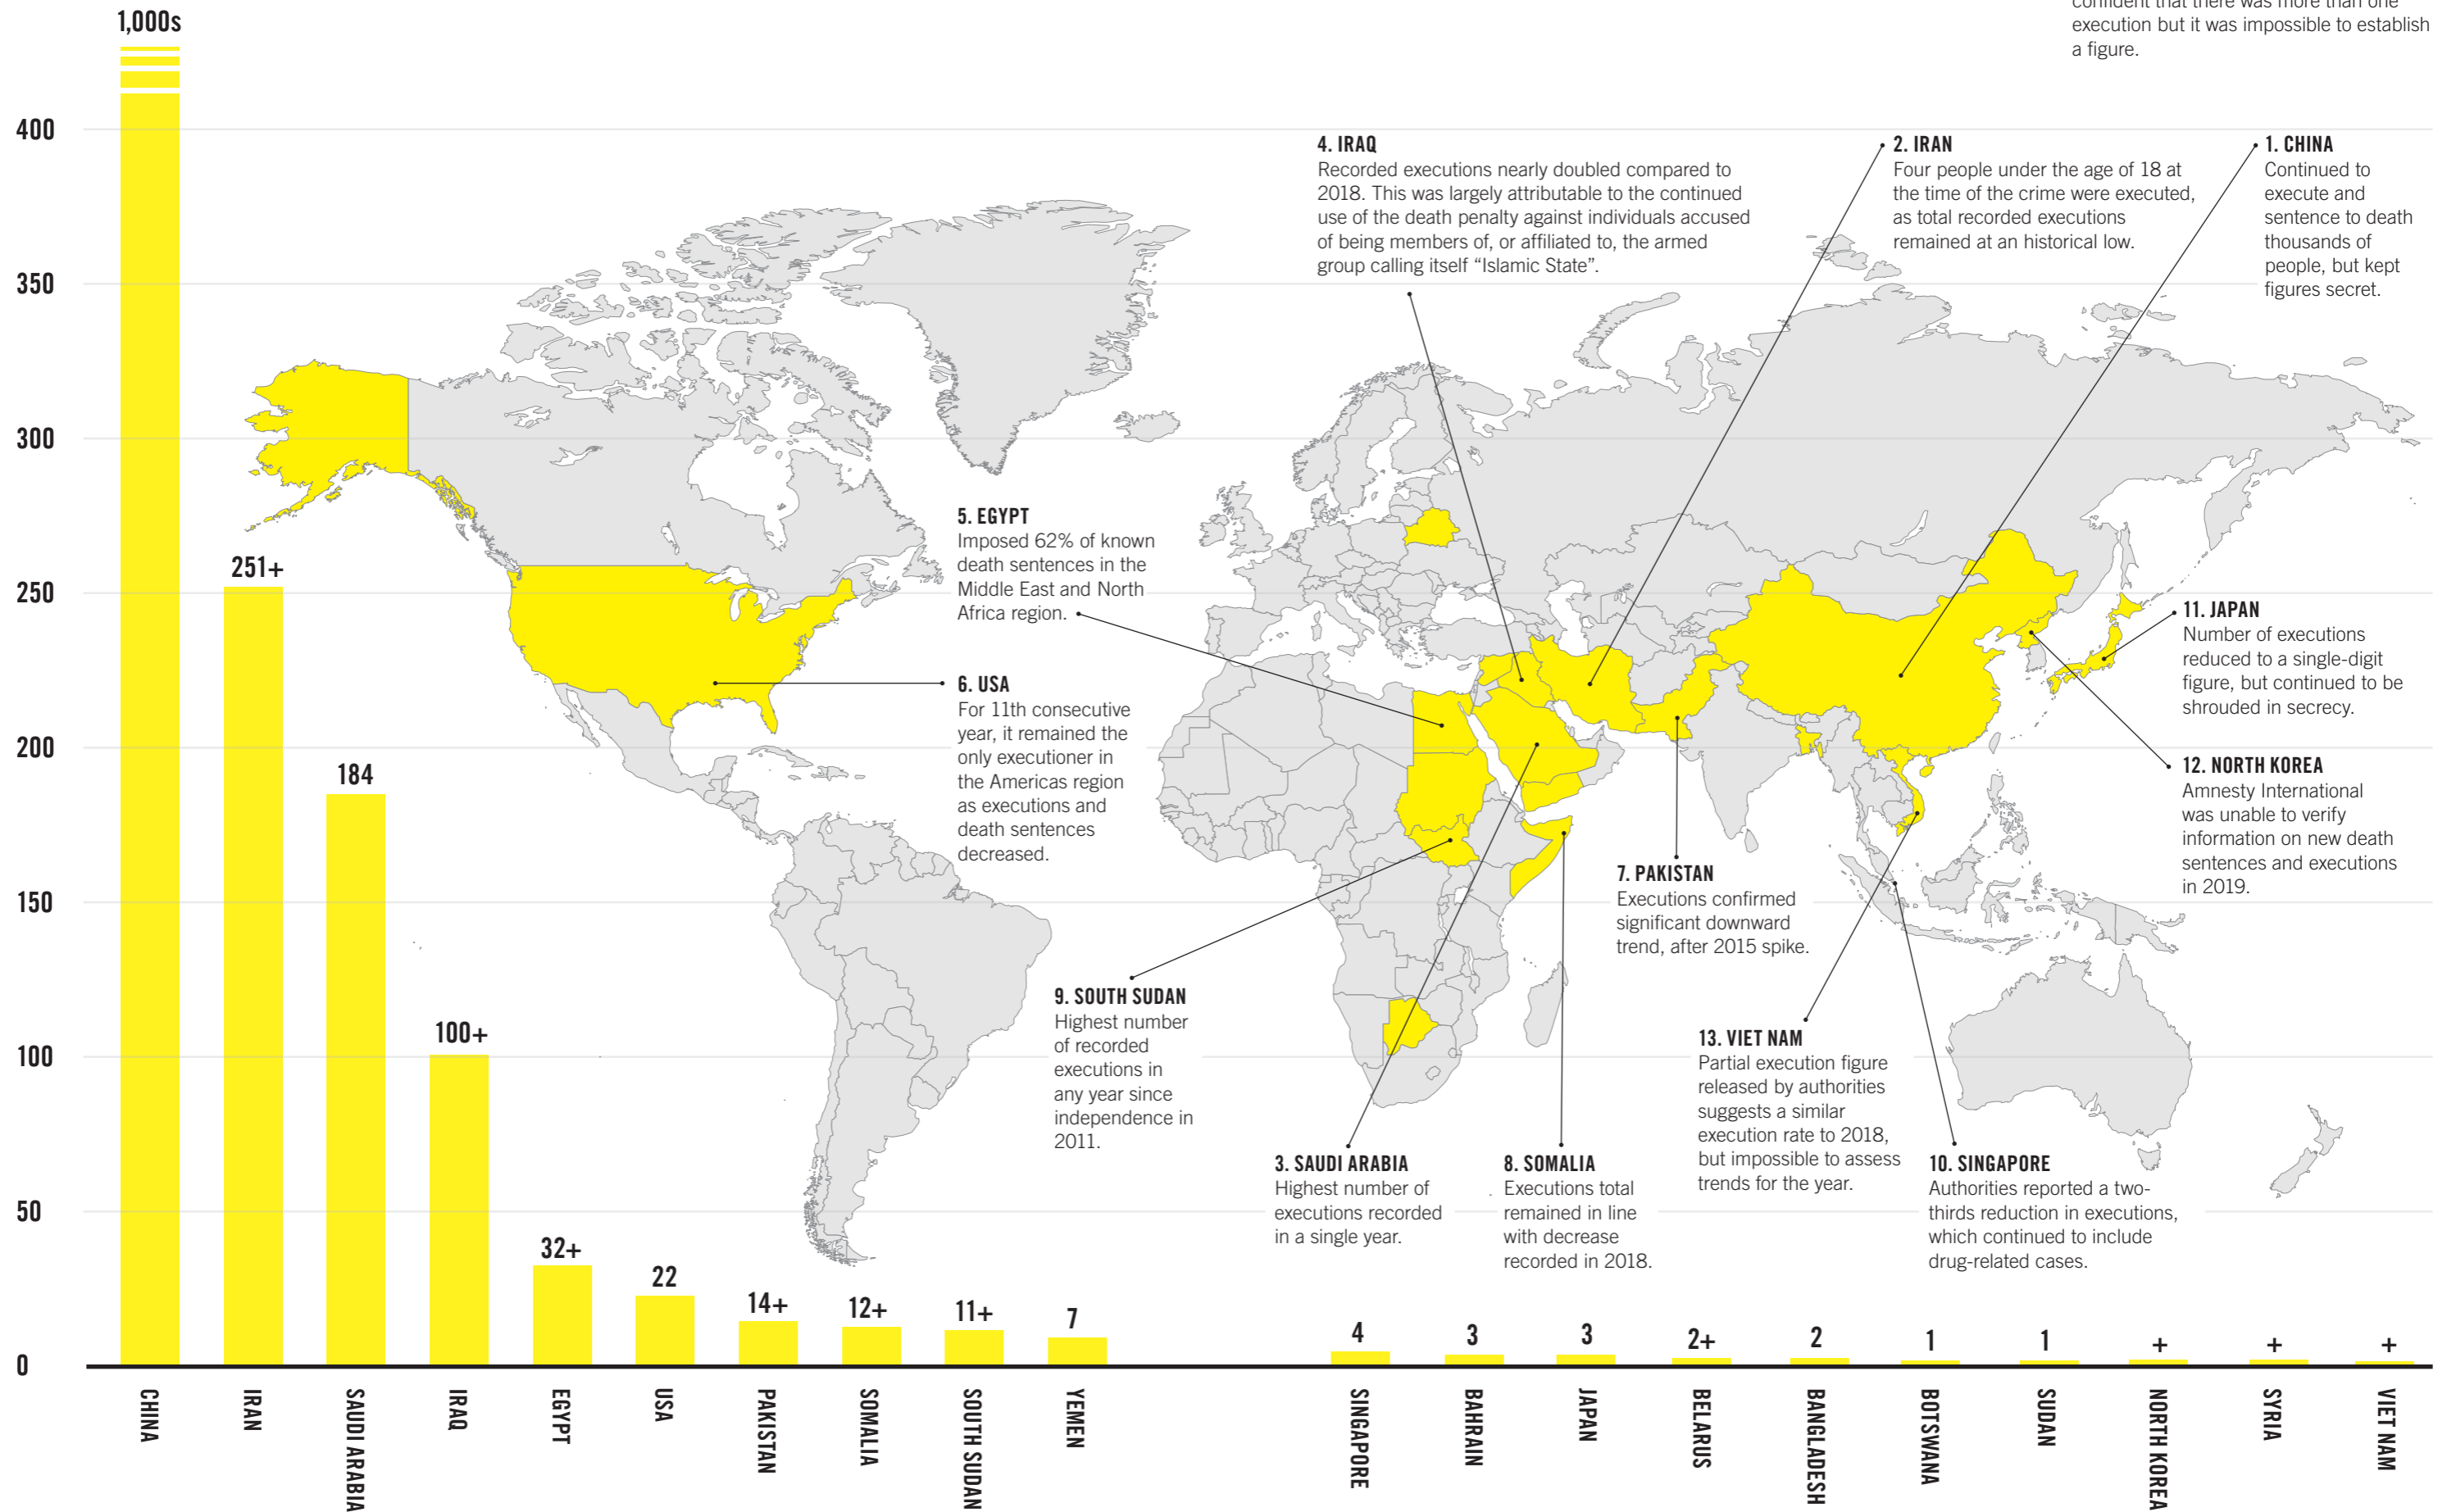 confident that there was more than one
execution but it was impossible to establish
a figure.
1,000s
400
350
300
250
200
150
100
50
0
4. IRAQ
Recorded executions nearly doubled compared to
2018. This was largely attributable to the continued
use of the death penalty against individuals accused
of being members of, or affiliated to, the armed
group calling itself “Islamic State”.
2. IRAN
Four people under the age of 18 at
the time of the crime were executed,
as total recorded executions
remained at an historical low.
1. CHINA
Continued to
execute and
sentence to death
thousands of
people, but kept
figures secret.
5. EGYPT
Imposed 62% of known
death sentences in the
Middle East and North
Africa region.
6. USA
For 11th consecutive
year, it remained the
only executioner in
the Americas region
as executions and
death sentences
decreased.
11. JAPAN
Number of executions
reduced to a single-digit
figure, but continued to be
shrouded in secrecy.
12. NORTH KOREA
Amnesty International
was unable to verify
information on new death
sentences and executions
in 2019.
7. PAKISTAN
Executions confirmed
significant downward
trend, after 2015 spike.
9. SOUTH SUDAN
Highest number
of recorded
executions in
any year since
independence in
2011.
13. VIET NAM
Partial execution figure
released by authorities
suggests a similar
execution rate to 2018,
but impossible to assess
trends for the year.
3. SAUDI ARABIA
Highest number of
executions recorded
in a single year.
8. SOMALIA
Executions total
remained in line
with decrease
recorded in 2018.
10. SINGAPORE
Authorities reported a two-
thirds reduction in executions,
which continued to include
drug-related cases.
251+
184
100+
32+
22
14+
12+
11+
7
4
3
3
2+
2
1
1
+
+
+
CHINA
IRAN
SAUDI ARABIA
IRAQ
EGYPT
USA
PAKISTAN
SOMALIA
SOUTH SUDAN
YEMEN
SINGAPORE
BAHRAIN
JAPAN
BELARUS
BANGLADESH
BOTSWANA
SUDAN
NORTH KOREA
SYRIA
VIET NAM